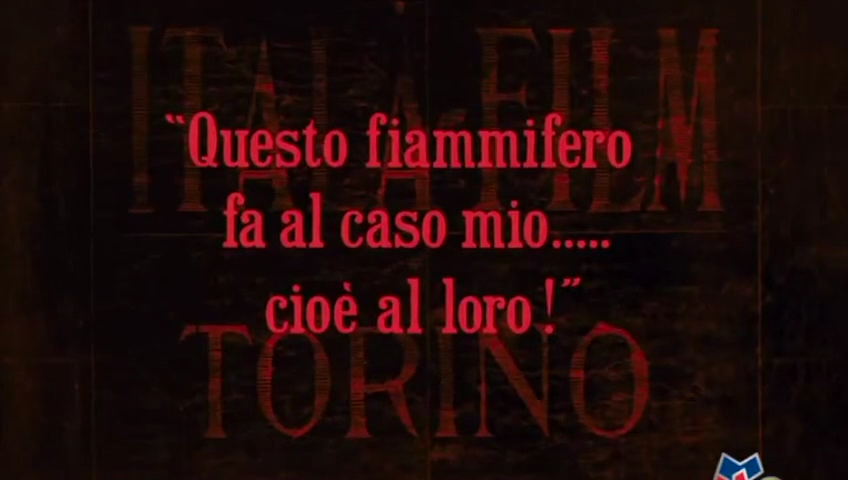 ITALA-FILM
"Questo fiammifero
fa al caso mio.....
cioè al loro!"
TORINO